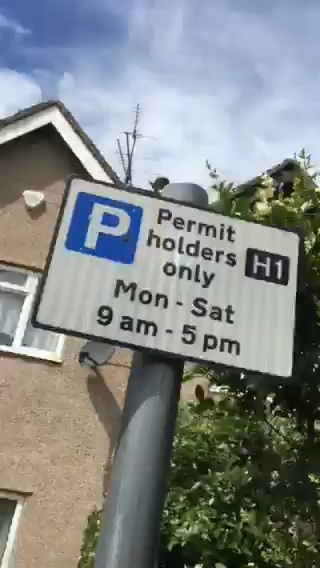 P
Permit
holders
only
H1
Mon - Sat
9 am - 5 pm